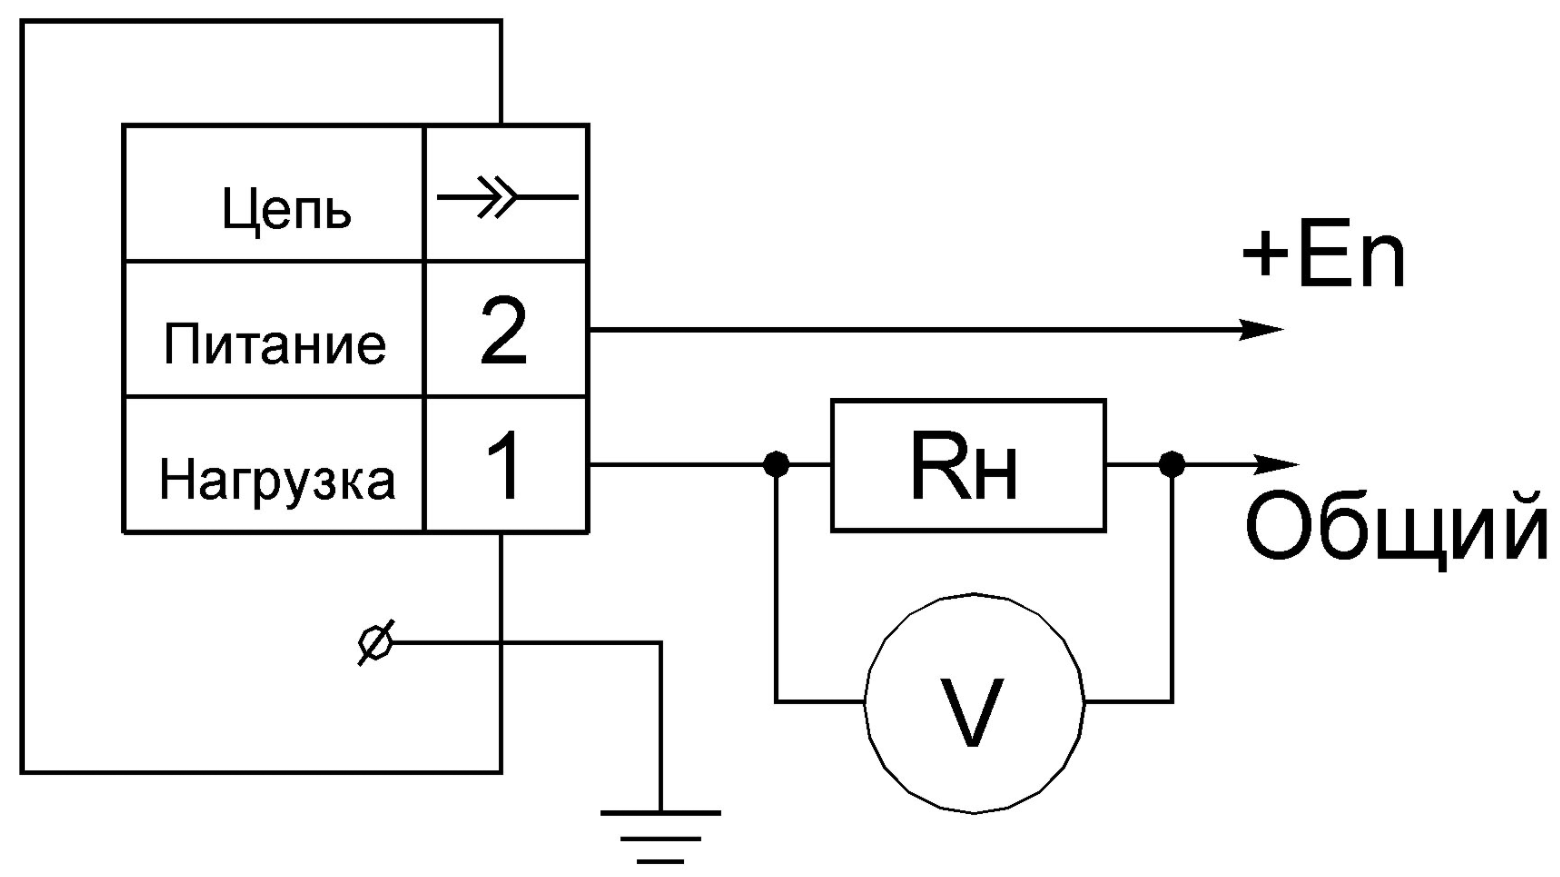 Цепь
+En
Питание 2
Нагрузка 1
Rн
Общий
V